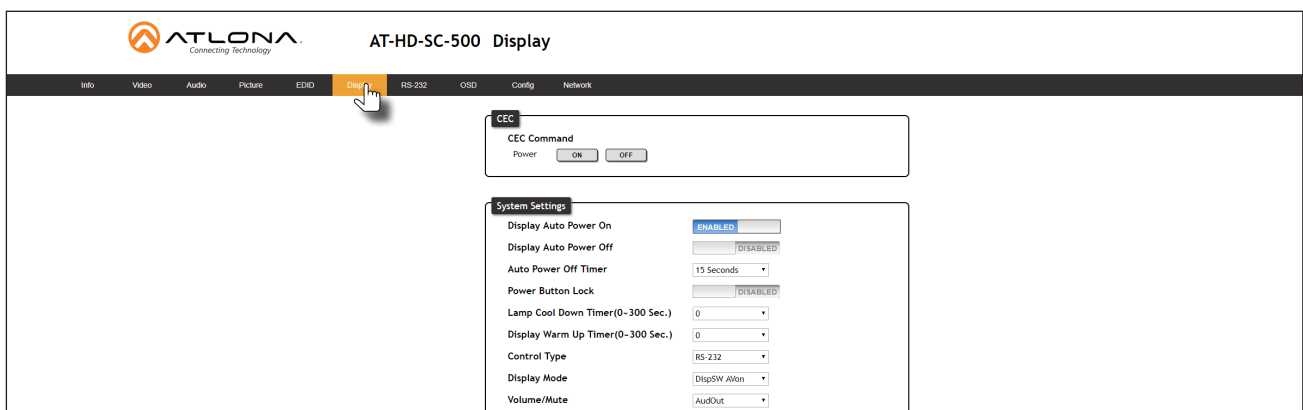 ATLONA.
Connecting Technology
AT-HD-SC-500 Display
Info Video Audio Picture EDID Display RS-232 OSD Config Network
CEC
CEC Command
Power ON OFF
System Settings
Display Auto Power On ENABLED
Display Auto Power Off DISABLED
Auto Power Off Timer 15 Seconds
Power Button Lock DISABLED
Lamp Cool Down Timer(0~300 Sec.) 0
Display Warm Up Timer(0~300 Sec.) 0
Control Type RS-232
Display Mode DispSW AVon
Volume/Mute AudOut